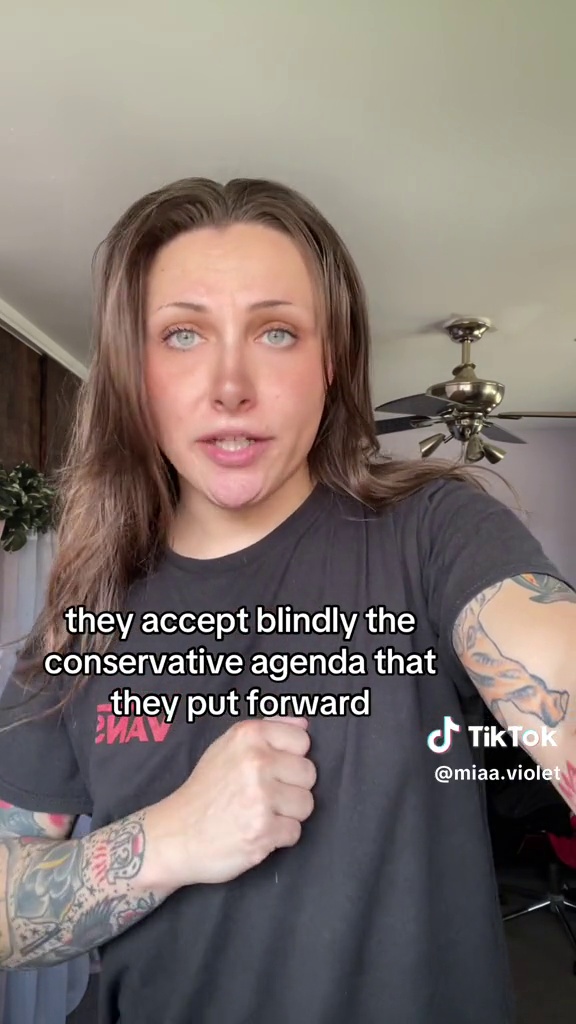 they accept blindly the
conservative agenda that
they put forward
VANS
TikTok
@miaa.violet